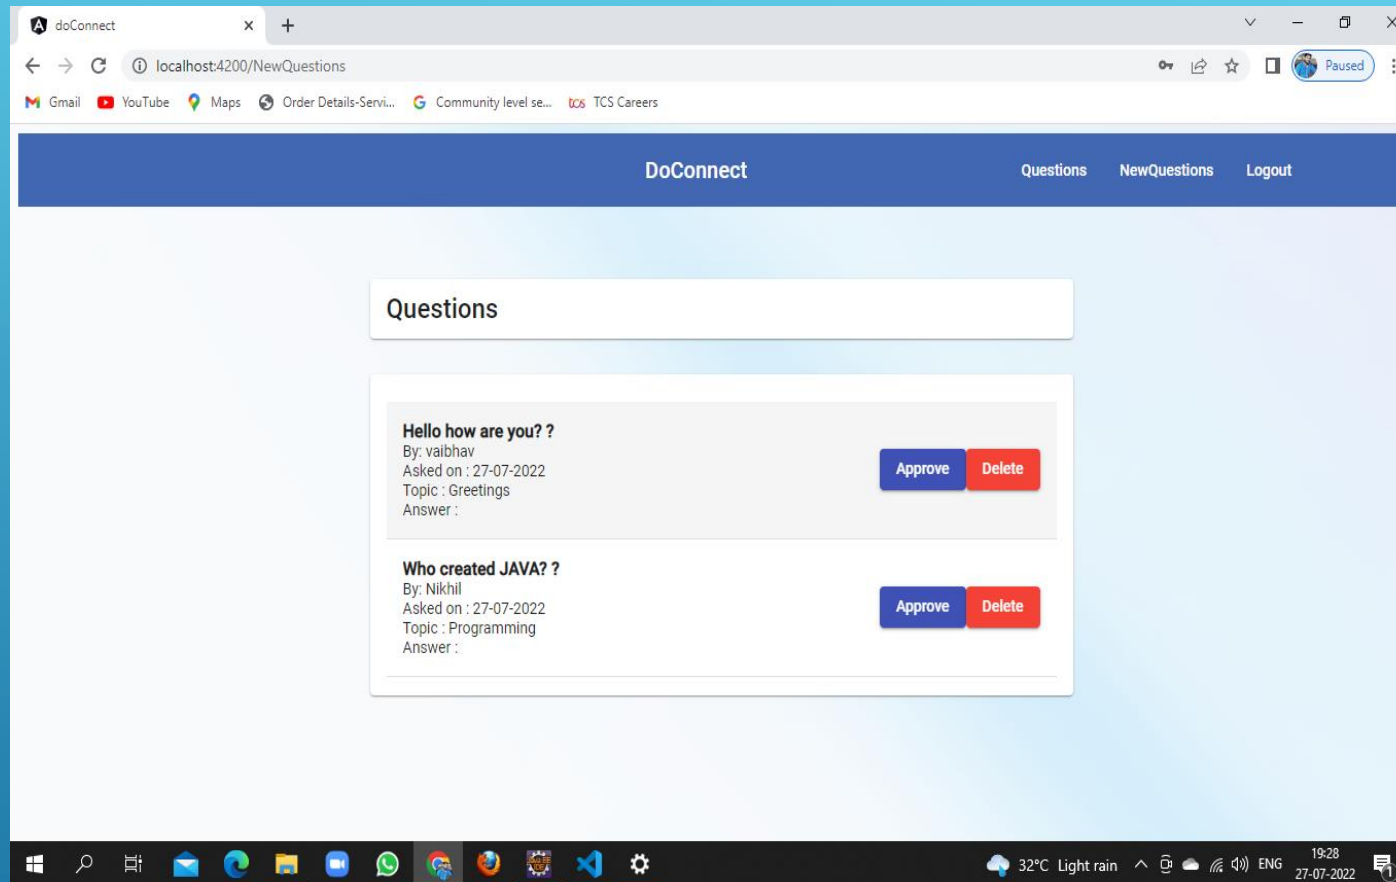 doConnect
localhost:4200/NewQuestions
Paused
Gmail YouTube Maps Order Details-Servi... Community level se... tcs TCS Careers
DoConnect Questions NewQuestions Logout
Questions
Hello how are you? ?
By: vaibhav
Asked on : 27-07-2022
Topic : Greetings
Answer :
Approve Delete
Who created JAVA? ?
By: Nikhil
Asked on : 27-07-2022
Topic : Programming
Answer :
Approve Delete
32°C Light rain ENG 19:28
27-07-2022